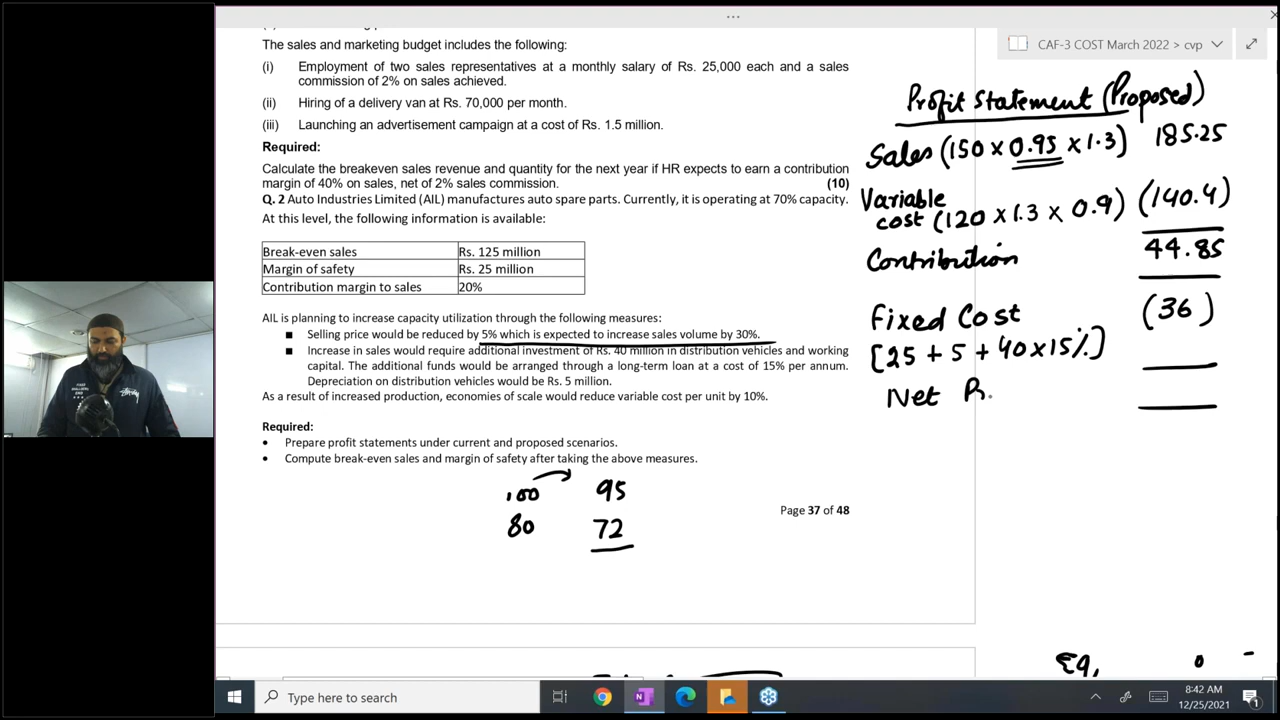 CAF-3 COST March 2022 > cvp
The sales and marketing budget includes the following:
(i) Employment of two sales representatives at a monthly salary of Rs. 25,000 each and a sales
commission of 2% on sales achieved.
(ii) Hiring of a delivery van at Rs. 70,000 per month.
(iii) Launching an advertisement campaign at a cost of Rs. 1.5 million.
Required:
Calculate the breakeven sales revenue and quantity for the next year if HR expects to earn a contribution
margin of 40% on sales, net of 2% sales commission. (10)
Q. 2 Auto Industries Limited (AIL) manufactures auto spare parts. Currently, it is operating at 70% capacity.
At this level, the following information is available:
Break-even sales Rs. 125 million
Margin of safety Rs. 25 million
Contribution margin to sales 20%
AIL is planning to increase capacity utilization through the following measures:
■ Selling price would be reduced by 5% which is expected to increase sales volume by 30%.
■ Increase in sales would require additional investment of Rs. 40 million in distribution vehicles and working
capital. The additional funds would be arranged through a long-term loan at a cost of 15% per annum.
Depreciation on distribution vehicles would be Rs. 5 million.
As a result of increased production, economies of scale would reduce variable cost per unit by 10%.
Required:
• Prepare profit statements under current and proposed scenarios.
• Compute break-even sales and margin of safety after taking the above measures.
100 95
80 72
Page 37 of 48
Profit Statement (Proposed)
Sales (150 × 0.95 × 1.3) 185.25
Variable
cost (120 × 1.3 × 0.9) (140.4)
Contribution 44.85
Fixed Cost (36)
[25 + 5 + 40×15%]
Net P
Eq,
Type here to search
8:42 AM
12/25/2021